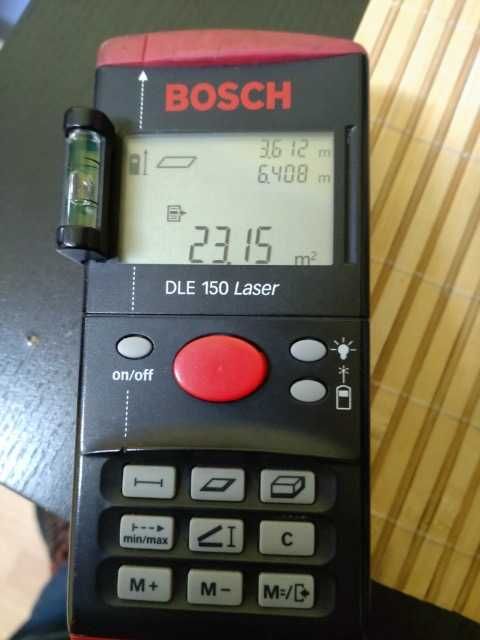 BOSCH
3.612 m
6.408 m
23.15 m²
DLE 150 Laser
on/off
min/max
C
M+
M−
M=/